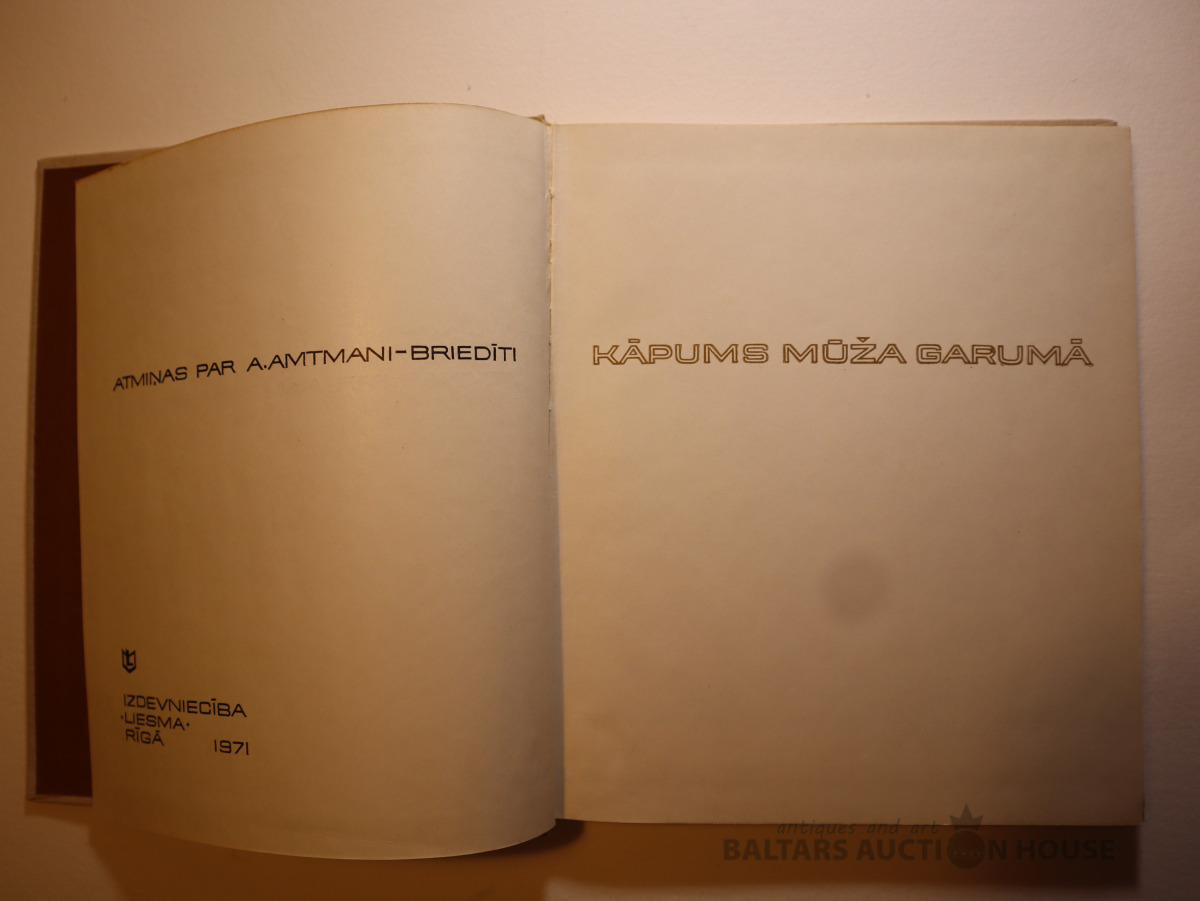 ATMIŅAS PAR A.AMTMANI-BRIEDĪTI
IZDEVNIECĪBA
·LIESMA·
RĪGĀ 1971
KĀPUMS MŪŽA GARUMĀ
antiques and art
BALTARS AUCTION HOUSE